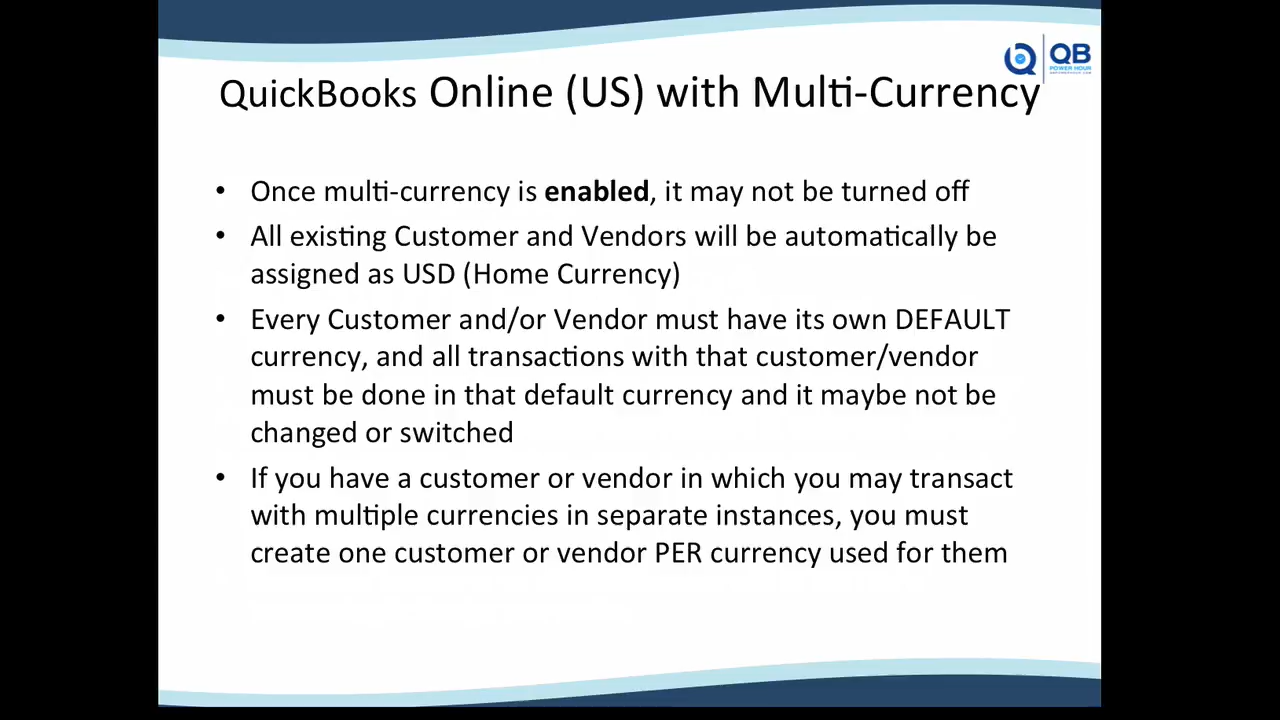 QB
POWER HOUR
QuickBooks Online (US) with Multi-Currency
• Once multi-currency is enabled, it may not be turned off
• All existing Customer and Vendors will be automatically be
assigned as USD (Home Currency)
• Every Customer and/or Vendor must have its own DEFAULT
currency, and all transactions with that customer/vendor
must be done in that default currency and it maybe not be
changed or switched
• If you have a customer or vendor in which you may transact
with multiple currencies in separate instances, you must
create one customer or vendor PER currency used for them